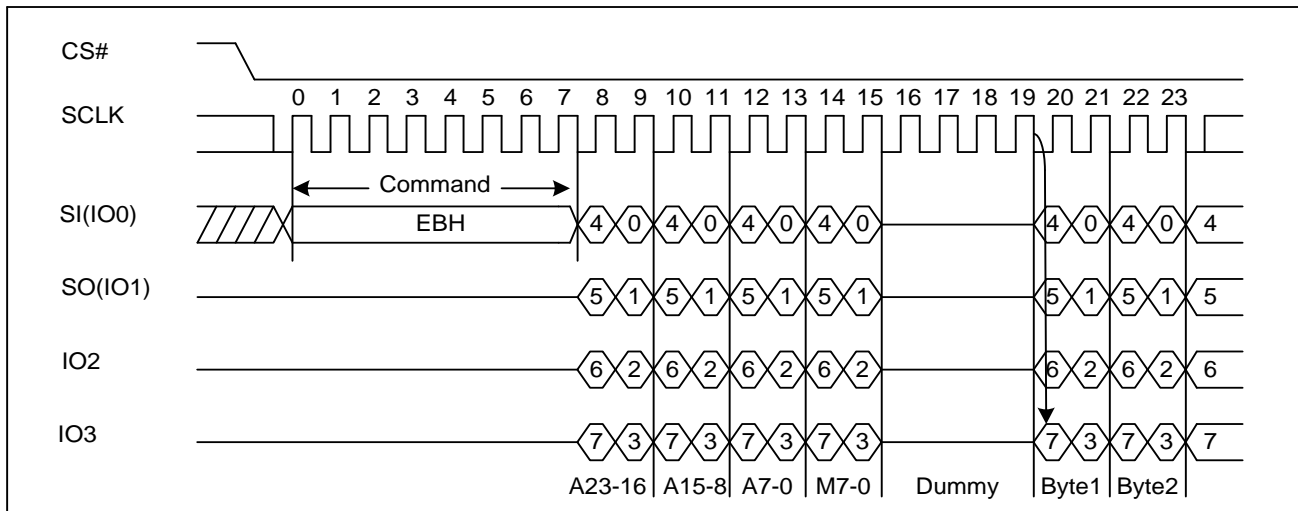 CS#
0 1 2 3 4 5 6 7 8 9 10 11 12 13 14 15 16 17 18 19 20 21 22 23
SCLK
Command
SI(IO0) EBH 4 0 4 0 4 0 4 0 4 0 4 0 4
SO(IO1) 5 1 5 1 5 1 5 1 5 1 5 1 5
IO2 6 2 6 2 6 2 6 2 6 2 6 2 6
IO3 7 3 7 3 7 3 7 3 7 3 7 3 7
A23-16 A15-8 A7-0 M7-0 Dummy Byte1 Byte2